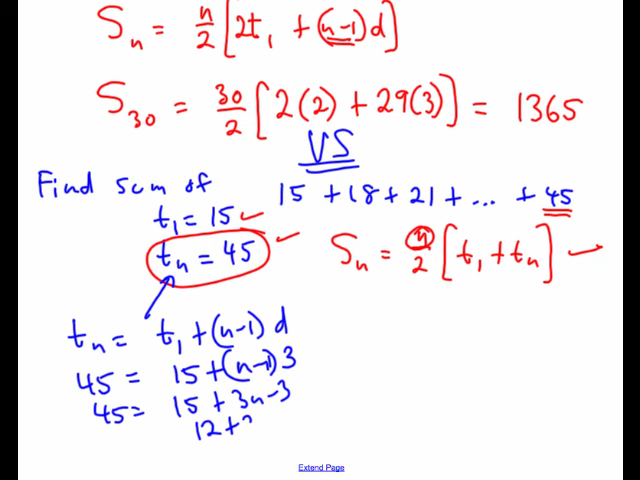 Sₙ = n/2 [2t₁ + (n-1)d]
S₃₀ = 30/2 [2(2) + 29(3)] = 1365
VS
Find sum of 15 + 18 + 21 + ... + 45
t₁ = 15 ✓
tₙ = 45 ✓
Sₙ = n/2 [t₁ + tₙ]
tₙ = t₁ + (n-1) d
45 = 15 + (n-1) 3
45 = 15 + 3n - 3
12 +
Extend Page